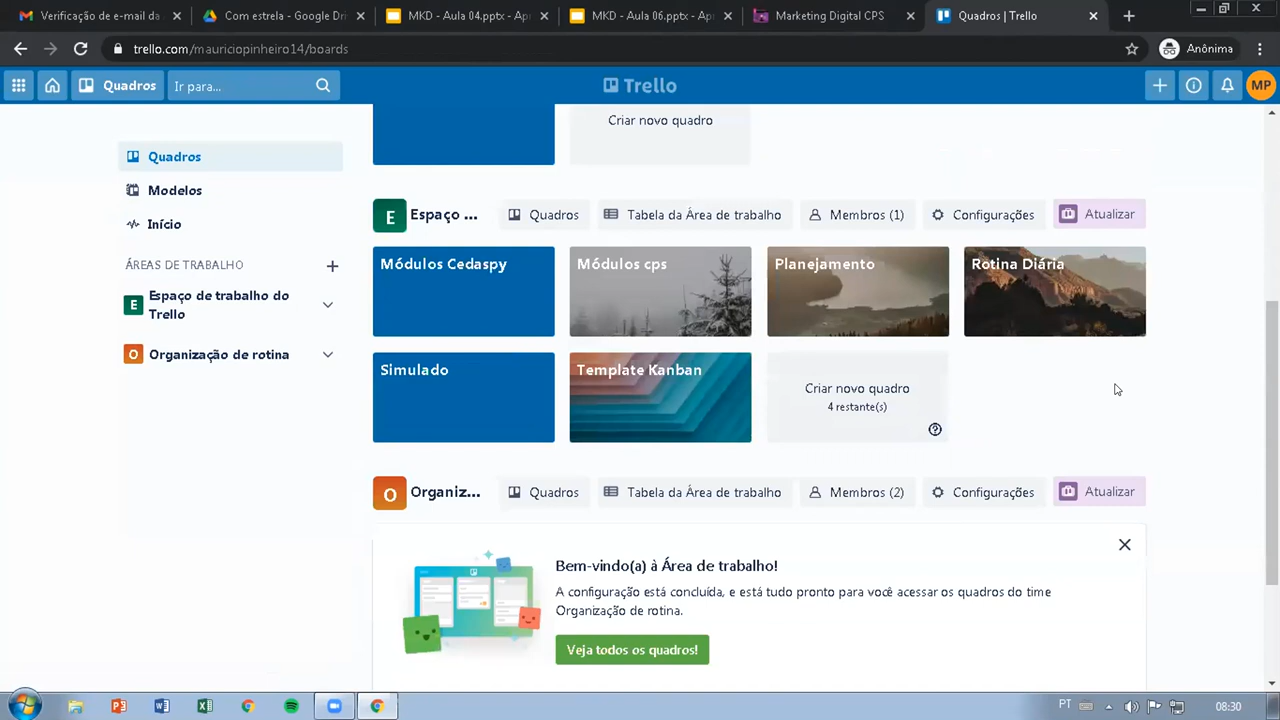 Verificação de e-mail da
Com estrela - Google Dri
MKD - Aula 04.pptx - Apr
MKD - Aula 06.pptx - Ap
Marketing Digital CPS
Quadros | Trello
trello.com/mauriciopinheiro14/boards
Anônima
Quadros
Ir para...
Trello
MP
Criar novo quadro
Quadros
Modelos
Início
ÁREAS DE TRABALHO
E
Espaço de trabalho do
Trello
O
Organização de rotina
E
Espaço ...
Quadros
Tabela da Área de trabalho
Membros (1)
Configurações
Atualizar
Módulos Cedaspy
Módulos cps
Planejamento
Rotina Diária
Simulado
Template Kanban
Criar novo quadro
4 restante(s)
O
Organiz...
Quadros
Tabela da Área de trabalho
Membros (2)
Configurações
Atualizar
Bem-vindo(a) à Área de trabalho!
A configuração está concluída, e está tudo pronto para você acessar os quadros do time
Organização de rotina.
Veja todos os quadros!
PT
08:30